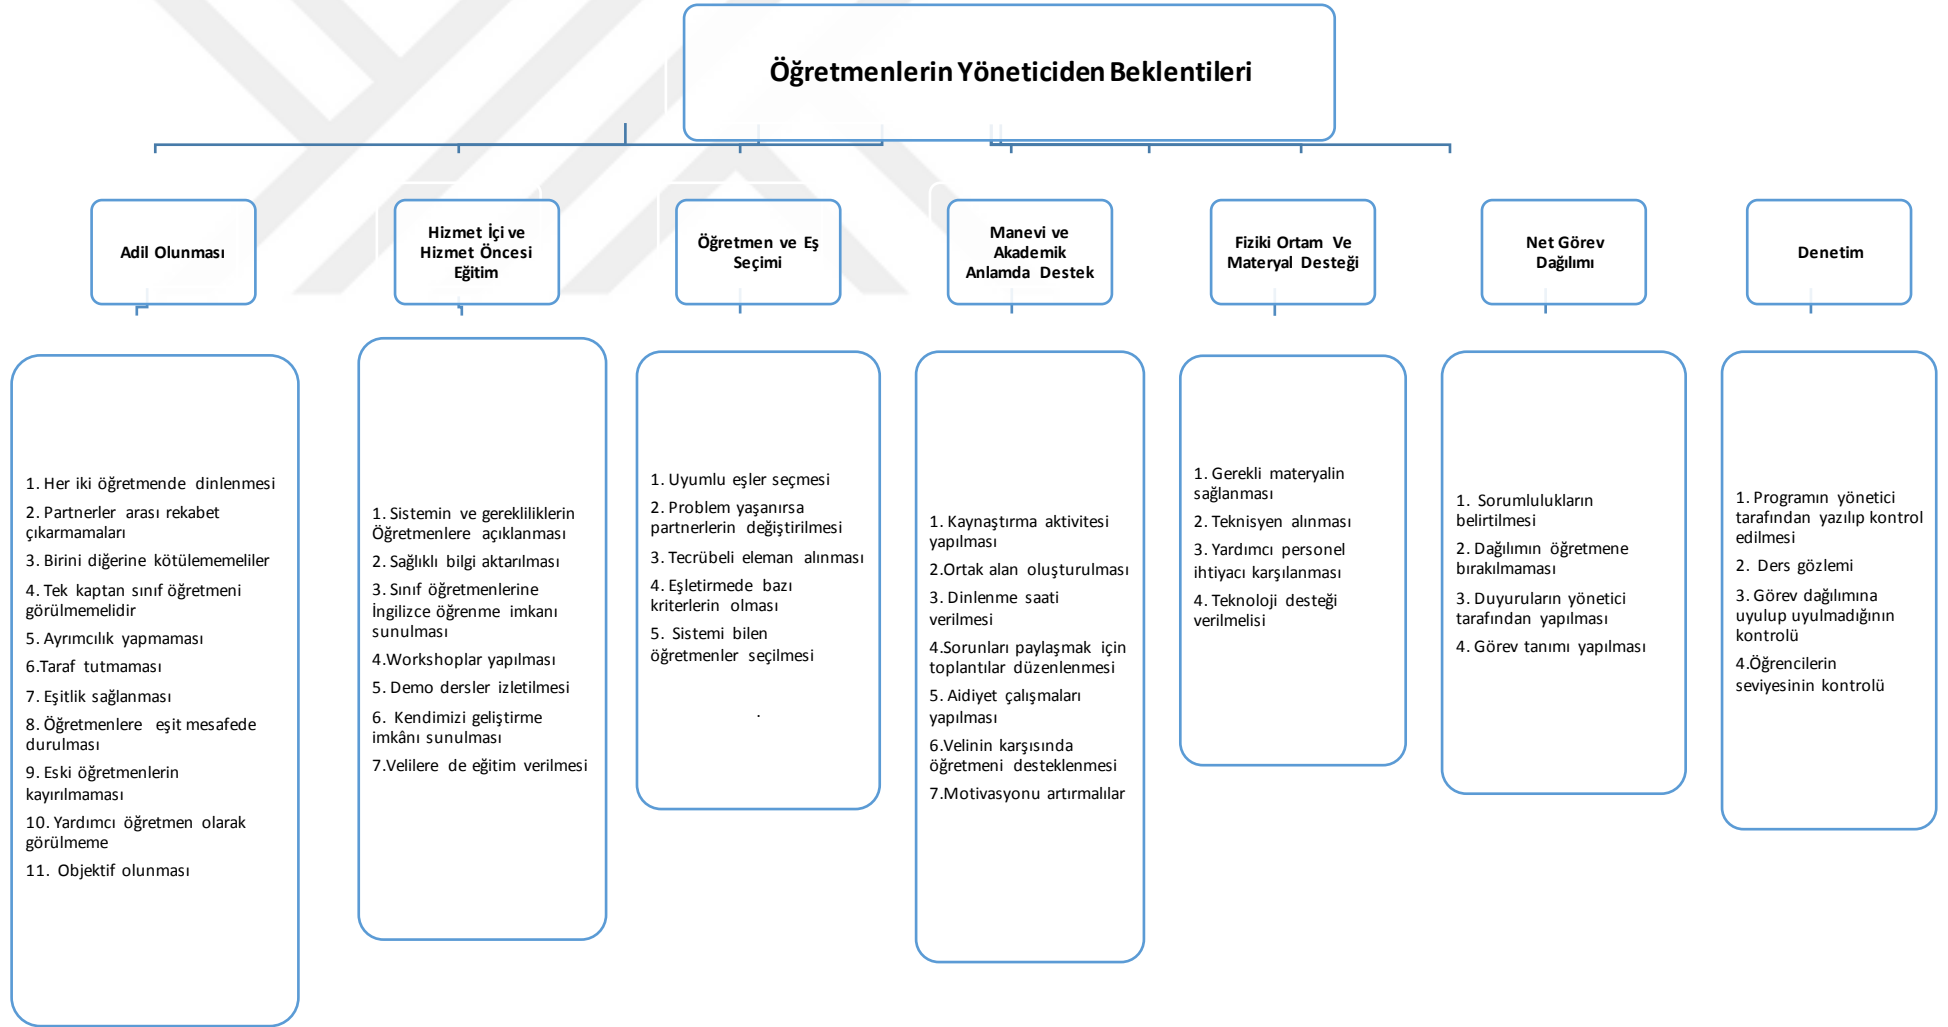 Öğretmenlerin Yöneticiden Beklentileri
Adil Olunması
1. Her iki öğretmende dinlenmesi
2. Partnerler arası rekabet
çıkarmamaları
3. Birini diğerine kötülememeliler
4. Tek kaptan sınıf öğretmeni
görülmemelidir
5. Ayrımcılık yapmaması
6.Taraf tutmaması
7. Eşitlik sağlanması
8. Öğretmenlere eşit mesafede
durulması
9. Eski öğretmenlerin
kayırılmaması
10. Yardımcı öğretmen olarak
görülmeme
11. Objektif olunması
Hizmet İçi ve
Hizmet Öncesi
Eğitim
1. Sistemin ve gerekliliklerin
Öğretmenlere açıklanması
2. Sağlıklı bilgi aktarılması
3. Sınıf öğretmenlerine
İngilizce öğrenme imkanı
sunulması
4.Workshoplar yapılması
5. Demo dersler izletilmesi
6. Kendimizi geliştirme
imkânı sunulması
7.Velilere de eğitim verilmesi
Öğretmen ve Eş
Seçimi
1. Uyumlu eşler seçmesi
2. Problem yaşanırsa
partnerlerin değiştirilmesi
3. Tecrübeli eleman alınması
4. Eşletirmede bazı
kriterlerin olması
5. Sistemi bilen
öğretmenler seçilmesi
.
Manevi ve
Akademik
Anlamda Destek
1. Kaynaştırma aktivitesi
yapılması
2.Ortak alan oluşturulması
3. Dinlenme saati
verilmesi
4.Sorunları paylaşmak için
toplantılar düzenlenmesi
5. Aidiyet çalışmaları
yapılması
6.Velinin karşısında
öğretmeni desteklenmesi
7.Motivasyonu artırmalılar
Fiziki Ortam Ve
Materyal Desteği
1. Gerekli materyalin
sağlanması
2. Teknisyen alınması
3. Yardımcı personel
ihtiyacı karşılanması
4. Teknoloji desteği
verilmelisi
Net Görev
Dağılımı
1. Sorumlulukların
belirtilmesi
2. Dağılımın öğretmene
bırakılmaması
3. Duyuruların yönetici
tarafından yapılması
4. Görev tanımı yapılması
Denetim
1. Programın yönetici
tarafından yazılıp kontrol
edilmesi
2. Ders gözlemi
3. Görev dağılımına
uyulup uyulmadığının
kontrolü
4.Öğrencilerin
seviyesinin kontrolü